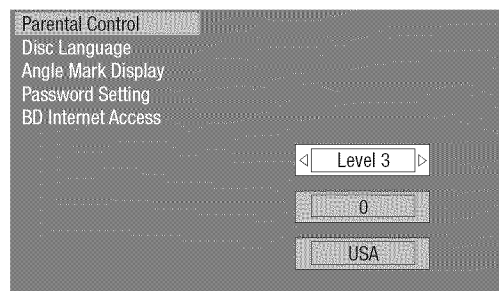 Parental Control
Disc Language
Angle Mark Display
Password Setting
BD Internet Access
Level 3
0
USA